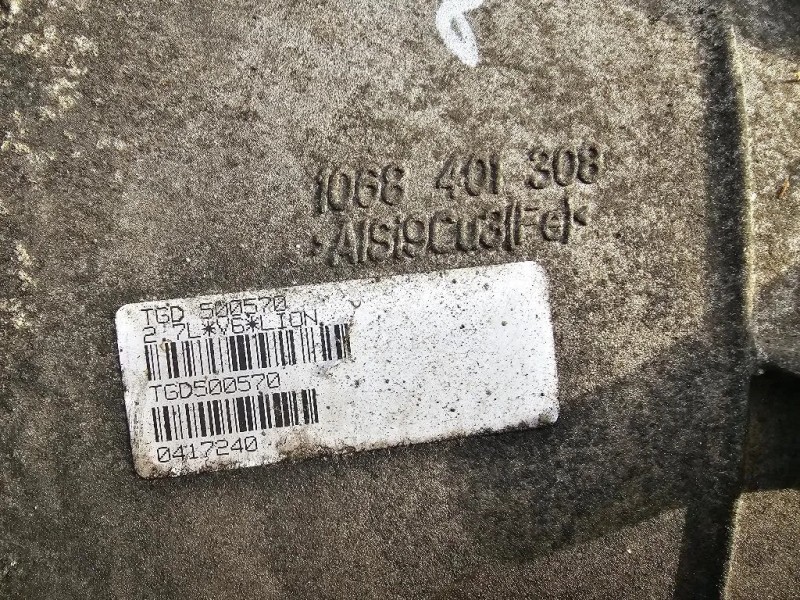 1068 401 308
>AlSi9Cu3(Fe)<
TGD 500570
2*7L*V6*LION
TGD500570
0417240